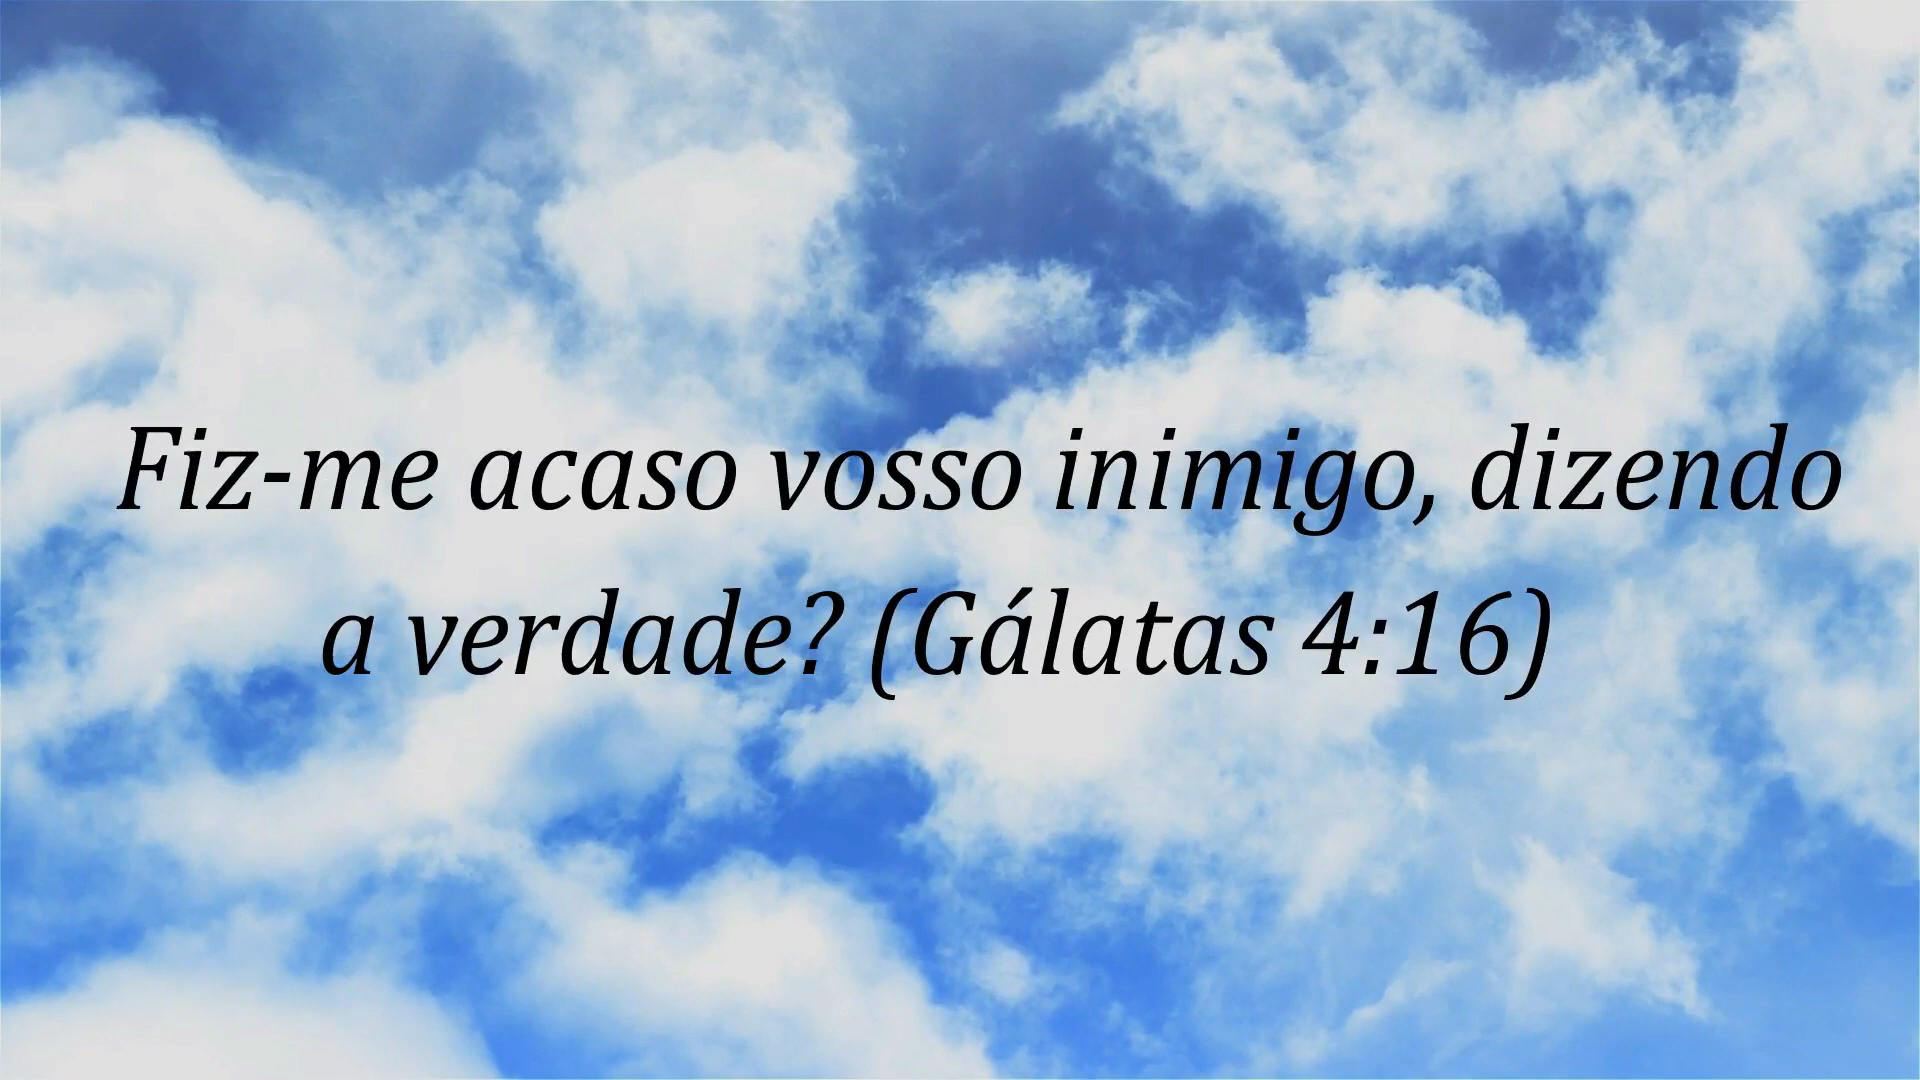 Fiz-me acaso vosso inimigo, dizendo
a verdade? (Gálatas 4:16)